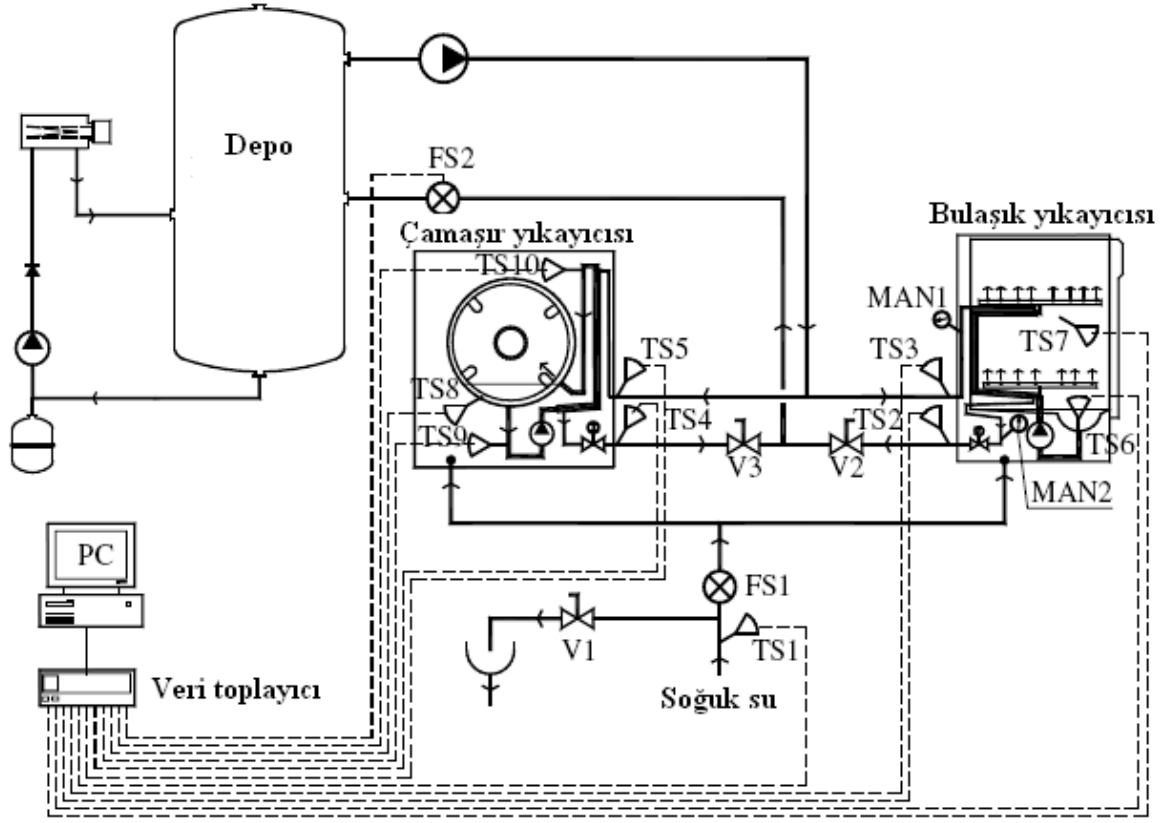 Depo
FS2
Çamaşır yıkayıcısı
Bulaşık yıkayıcısı
TS10
MAN1
TS7
TS5
TS3
TS8
TS4
TS2
TS9
TS6
V3
V2
MAN2
PC
FS1
V1
TS1
Veri toplayıcı
Soğuk su